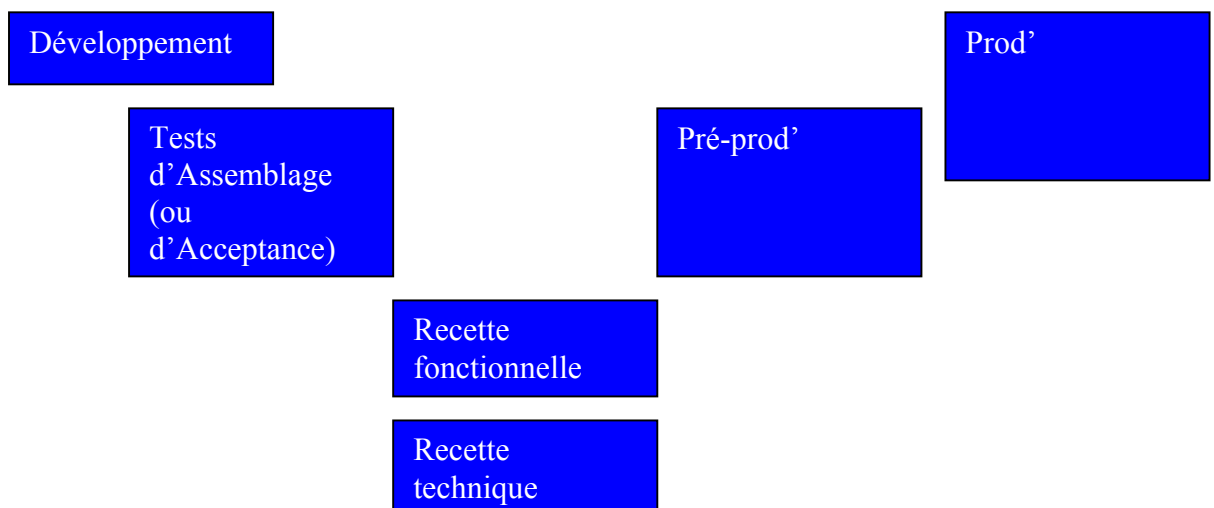 Développement
Prod’
Tests
d’Assemblage
(ou
d’Acceptance)
Pré-prod’
Recette
fonctionnelle
Recette
technique